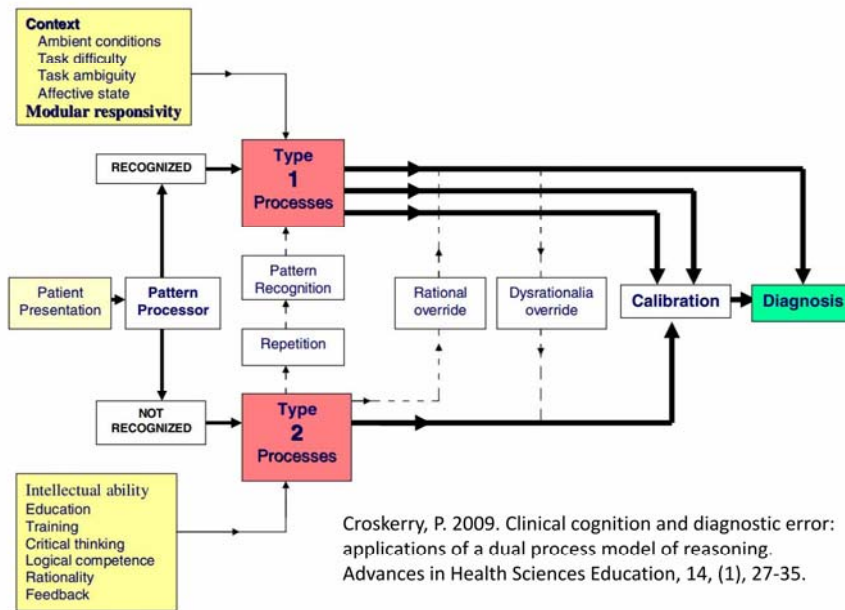 Context
Ambient conditions
Task difficulty
Task ambiguity
Affective state
Modular responsivity
RECOGNIZED
Type
1
Processes
Patient
Presentation
Pattern
Processor
Pattern
Recognition
Repetition
Rational
override
Dysrationalia
override
Calibration
Diagnosis
NOT
RECOGNIZED
Type
2
Processes
Intellectual ability
Education
Training
Critical thinking
Logical competence
Rationality
Feedback
Croskerry, P. 2009. Clinical cognition and diagnostic error:
applications of a dual process model of reasoning.
Advances in Health Sciences Education, 14, (1), 27-35.